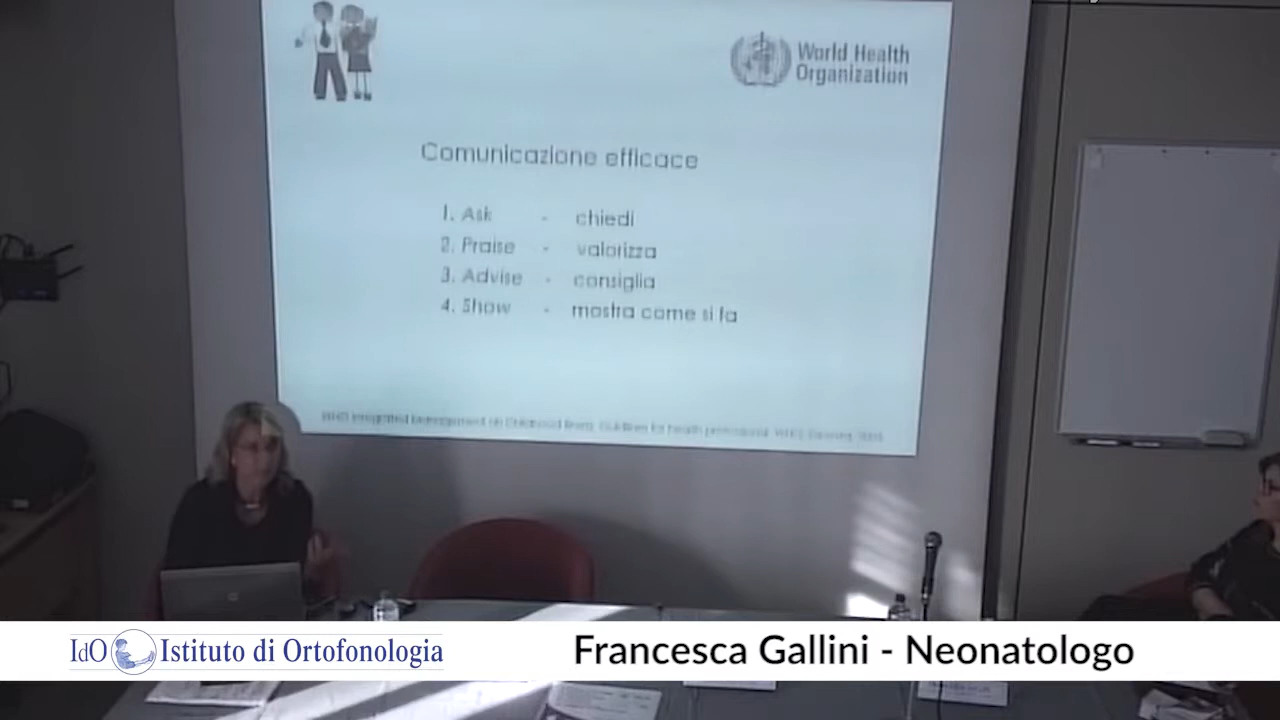 World Health
Organization
Comunicazione efficace
1. Ask - chiedi
2. Praise - valorizza
3. Advise - consiglia
4. Show - mostra come si fa
IdO Istituto di Ortofonologia
Francesca Gallini - Neonatologo